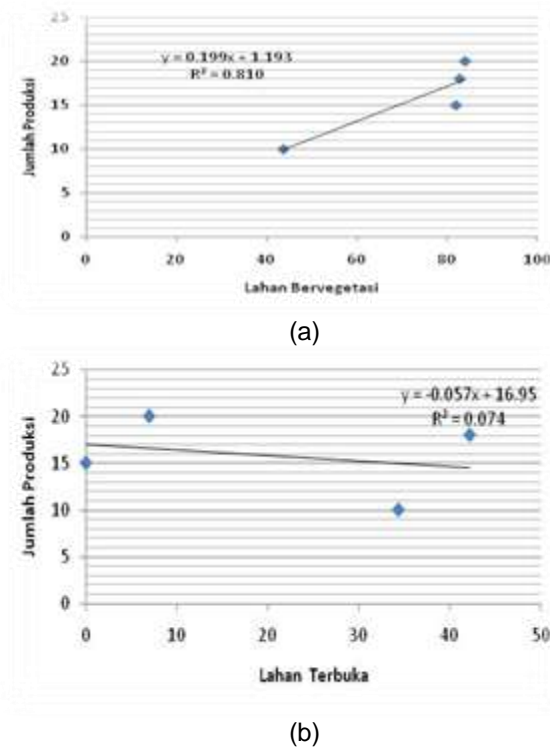 25
y = 0.199x + 1.193
R² = 0.810
20
15
10
5
0
Jumlah Produksi
0 20 40 60 80 100
Lahan Bervegetasi
(a)
25
y = -0.057x + 16.95
R² = 0.074
20
15
10
5
0
Jumlah Produksi
0 10 20 30 40 50
Lahan Terbuka
(b)